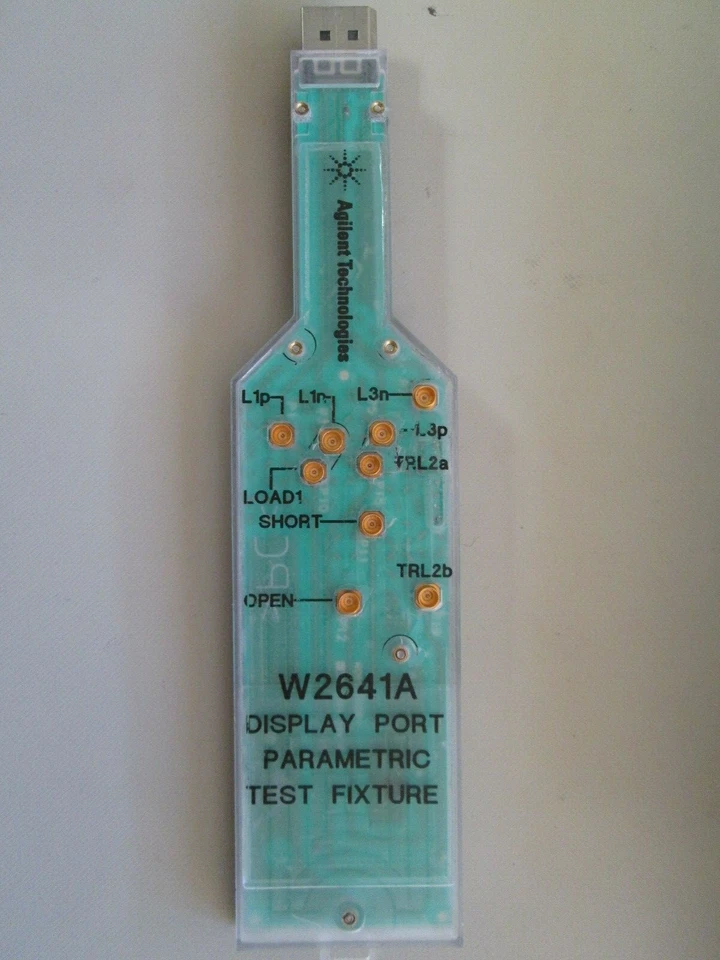 Agilent Technologies
L1p L1n L3n
L3p
TRL2a
LOAD1
SHORT
TRL2b
OPEN
W2641A
DISPLAY PORT
PARAMETRIC
TEST FIXTURE